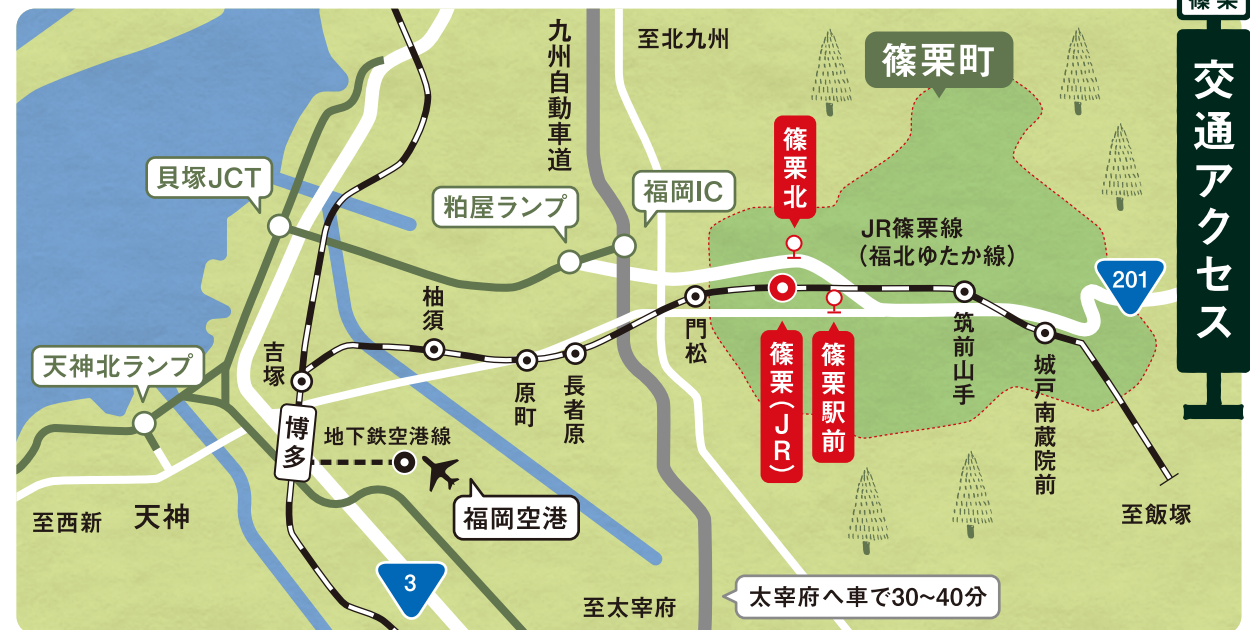 篠栗
交通アクセス
九州自動車道
至北九州
篠栗町
貝塚JCT
粕屋ランプ
福岡IC
篠栗北
JR篠栗線
（福北ゆたか線）
201
柚須
門松
筑前山手
天神北ランプ
吉塚
原町
長者原
篠栗（JR）
篠栗駅前
城戸南蔵院前
博多
地下鉄空港線
福岡空港
至西新
天神
至飯塚
3
至太宰府
太宰府へ車で30~40分